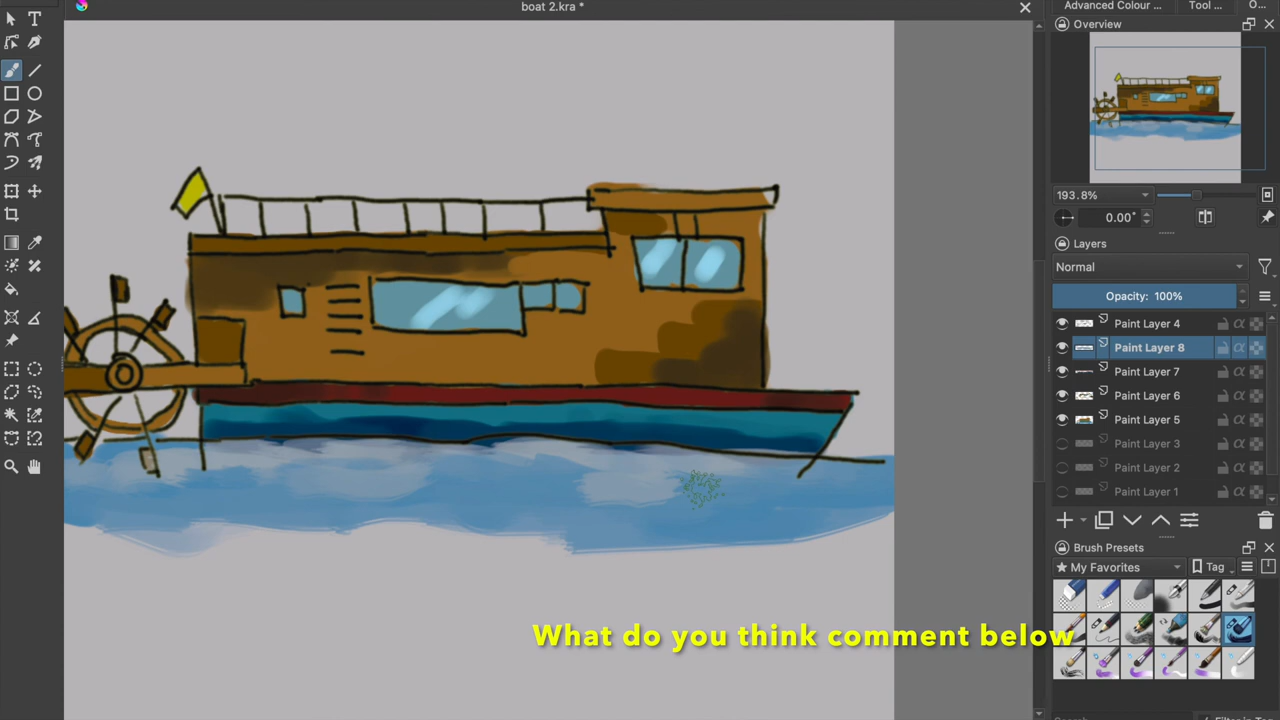 boat 2.kra *
Advanced Colour ...
Tool ...
O...
Overview
193.8%
0.00°
Layers
Normal
Opacity: 100%
Paint Layer 4
Paint Layer 8
Paint Layer 7
Paint Layer 6
Paint Layer 5
Paint Layer 3
Paint Layer 2
Paint Layer 1
Brush Presets
★ My Favorites
Tag
What do you think comment below